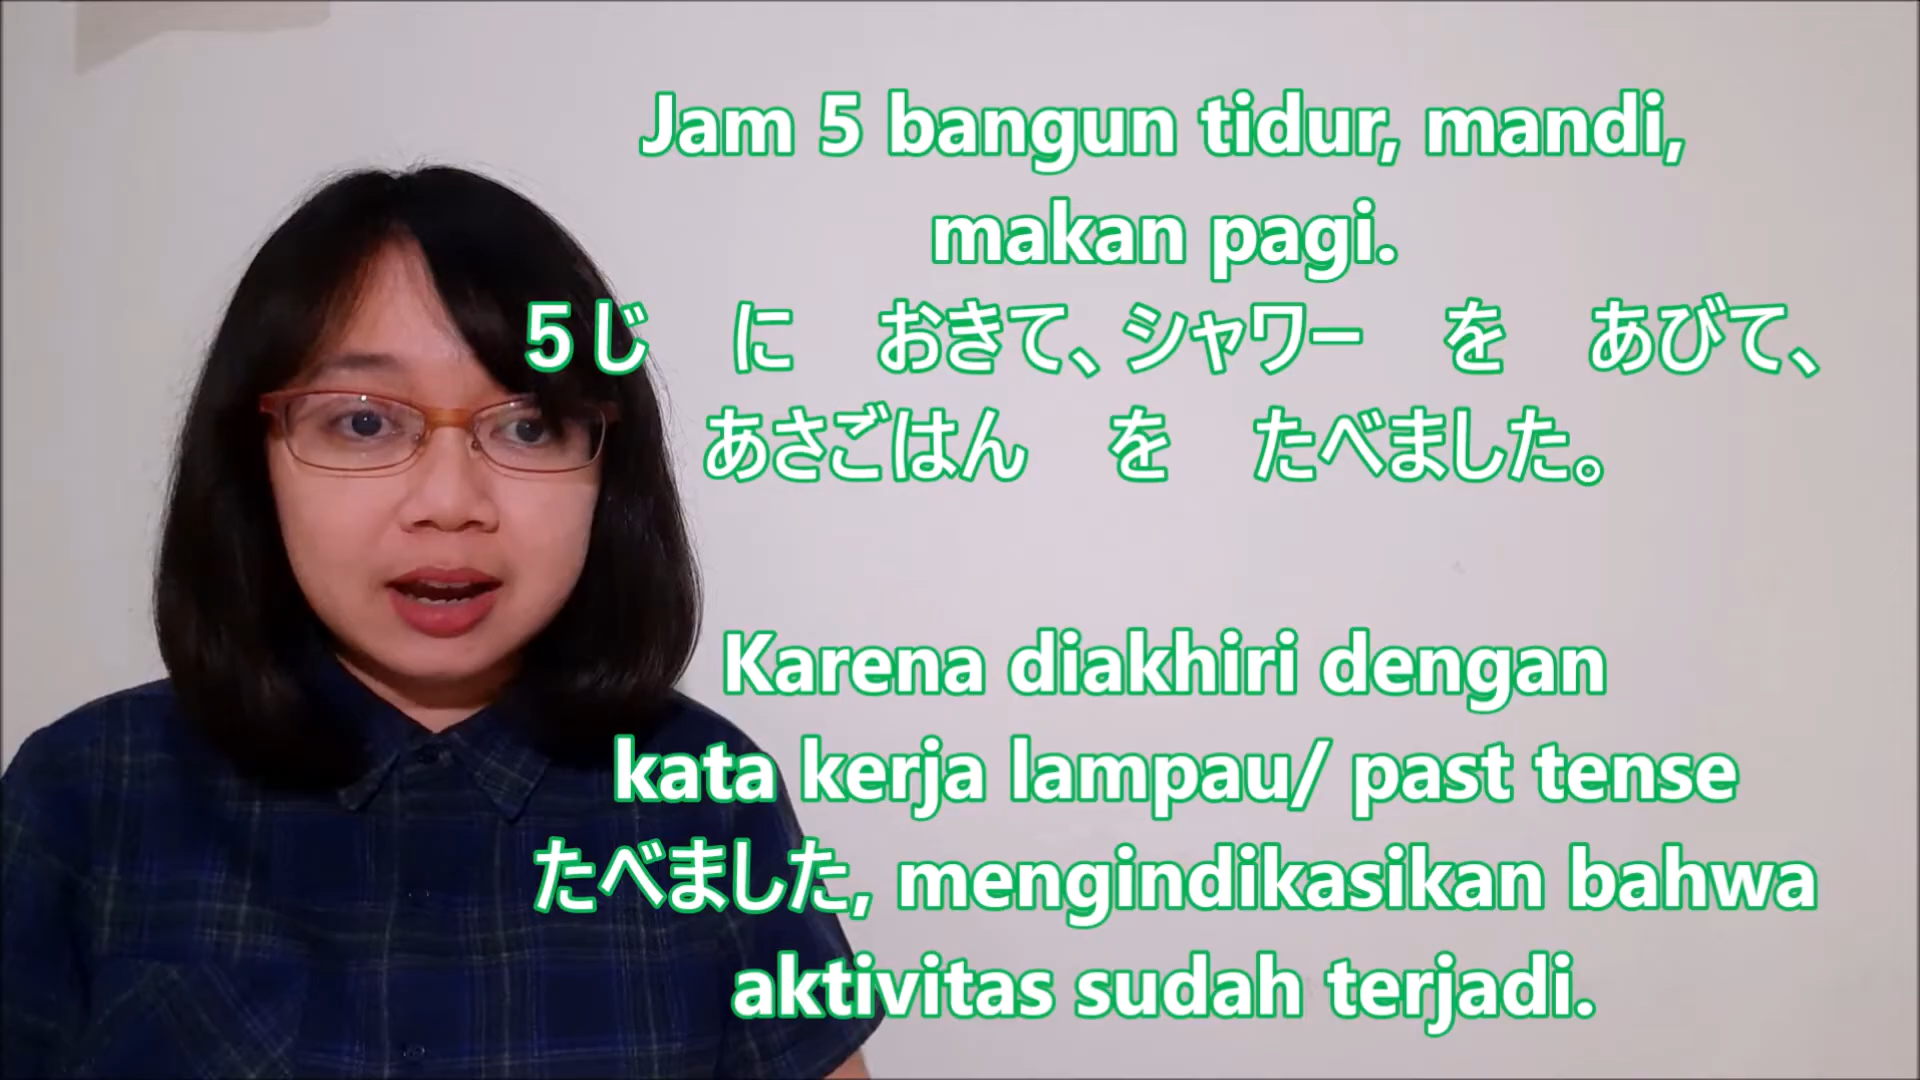 Jam 5 bangun tidur, mandi,
makan pagi.
５じ　に　おきて、シャワー　を　あびて、
あさごはん　を　たべました。
Karena diakhiri dengan
kata kerja lampau/ past tense
たべました, mengindikasikan bahwa
aktivitas sudah terjadi.